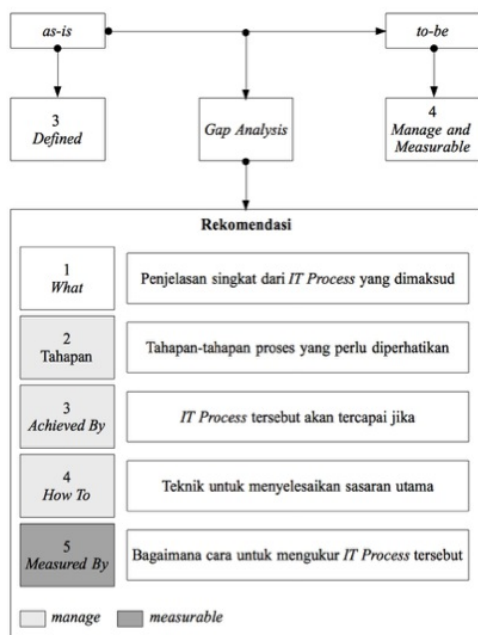 as-is
to-be
3
Defined
Gap Analysis
4
Manage and
Measurable
Rekomendasi
1
What
Penjelasan singkat dari IT Process yang dimaksud
2
Tahapan
Tahapan-tahapan proses yang perlu diperhatikan
3
Achieved By
IT Process tersebut akan tercapai jika
4
How To
Teknik untuk menyelesaikan sasaran utama
5
Measured By
Bagaimana cara untuk mengukur IT Process tersebut
manage
measurable